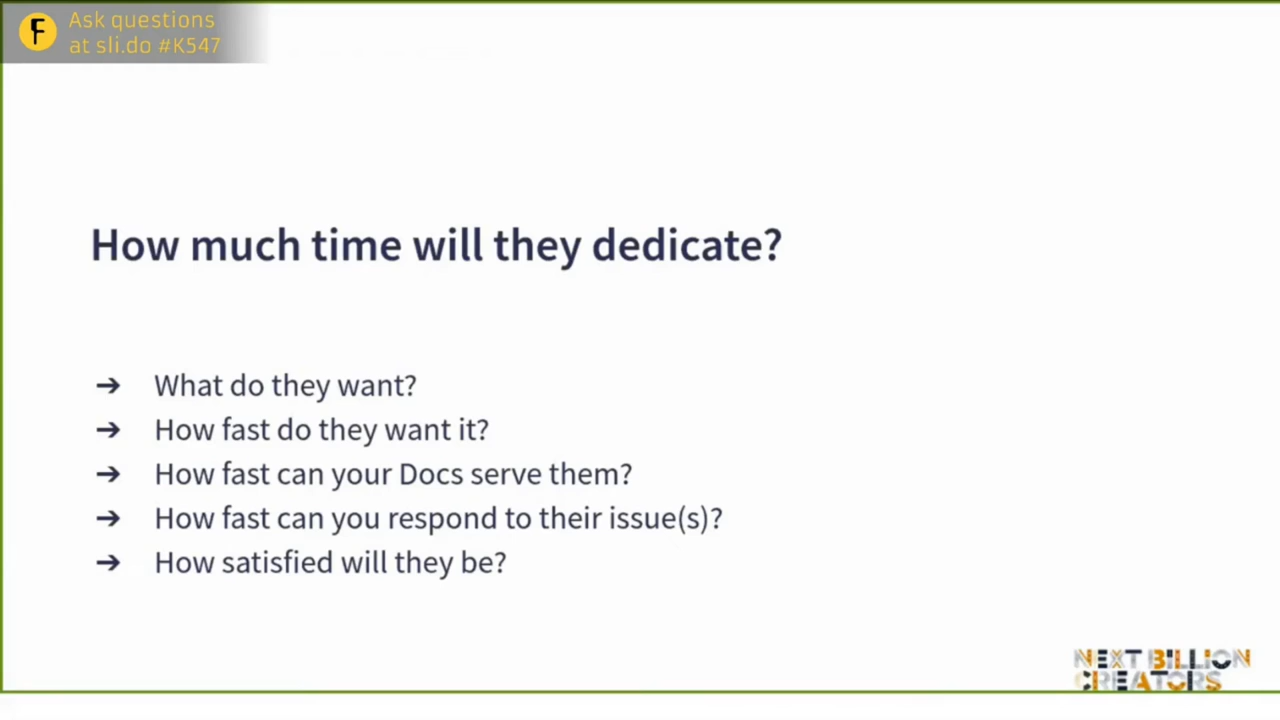 Ask questions
at sli.do #K547
How much time will they dedicate?
➔ What do they want?
➔ How fast do they want it?
➔ How fast can your Docs serve them?
➔ How fast can you respond to their issue(s)?
➔ How satisfied will they be?
NEXT BILLION
CREATORS